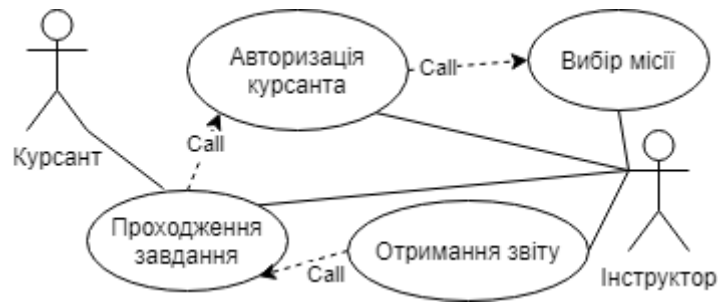 Авторизація
курсанта
Call
Вибір місії
Call
Курсант
Проходження
завдання
Отримання звіту
Call
Інструктор